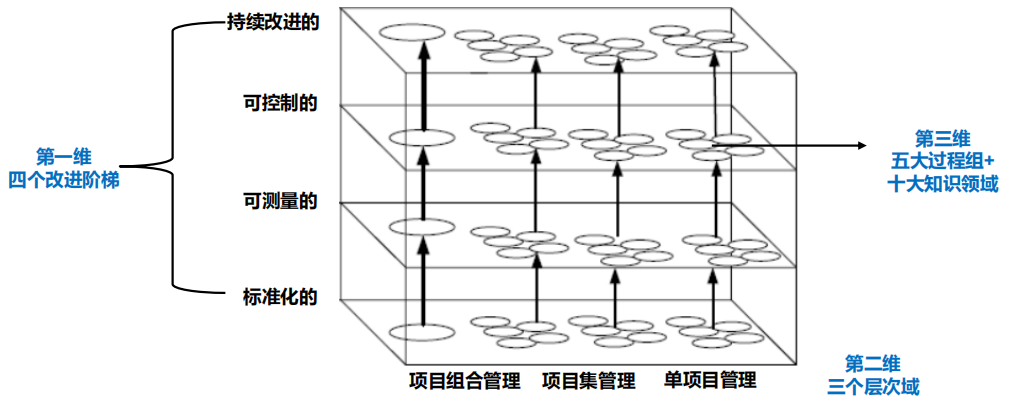 持续改进的
可控制的
可测量的
标准化的
第一维
四个改进阶梯
第三维
五大过程组+
十大知识领域
项目组合管理 项目集管理 单项目管理
第二维
三个层次域